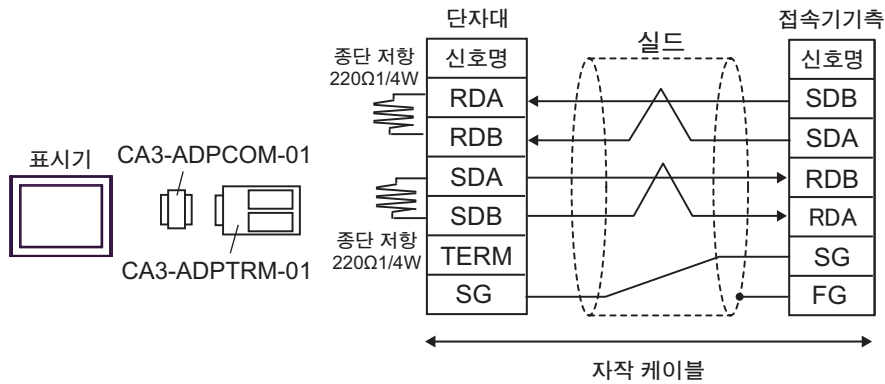 표시기
CA3-ADPCOM-01
CA3-ADPTRM-01
종단 저항
220Ω1/4W
종단 저항
220Ω1/4W
단자대
신호명
RDA
RDB
SDA
SDB
TERM
SG
실드
접속기기측
신호명
SDB
SDA
RDB
RDA
SG
FG
자작 케이블